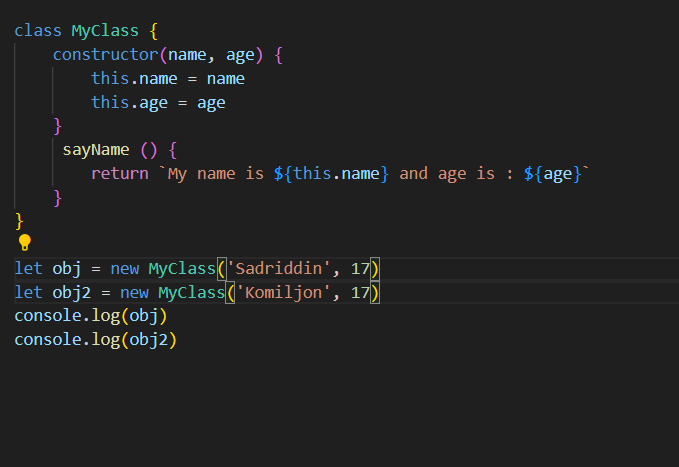 class MyClass {
    constructor(name, age) {
        this.name = name
        this.age = age
    }
     sayName () {
        return `My name is ${this.name} and age is : ${age}`
    }
}
let obj = new MyClass('Sadriddin', 17)
let obj2 = new MyClass('Komiljon', 17)
console.log(obj)
console.log(obj2)